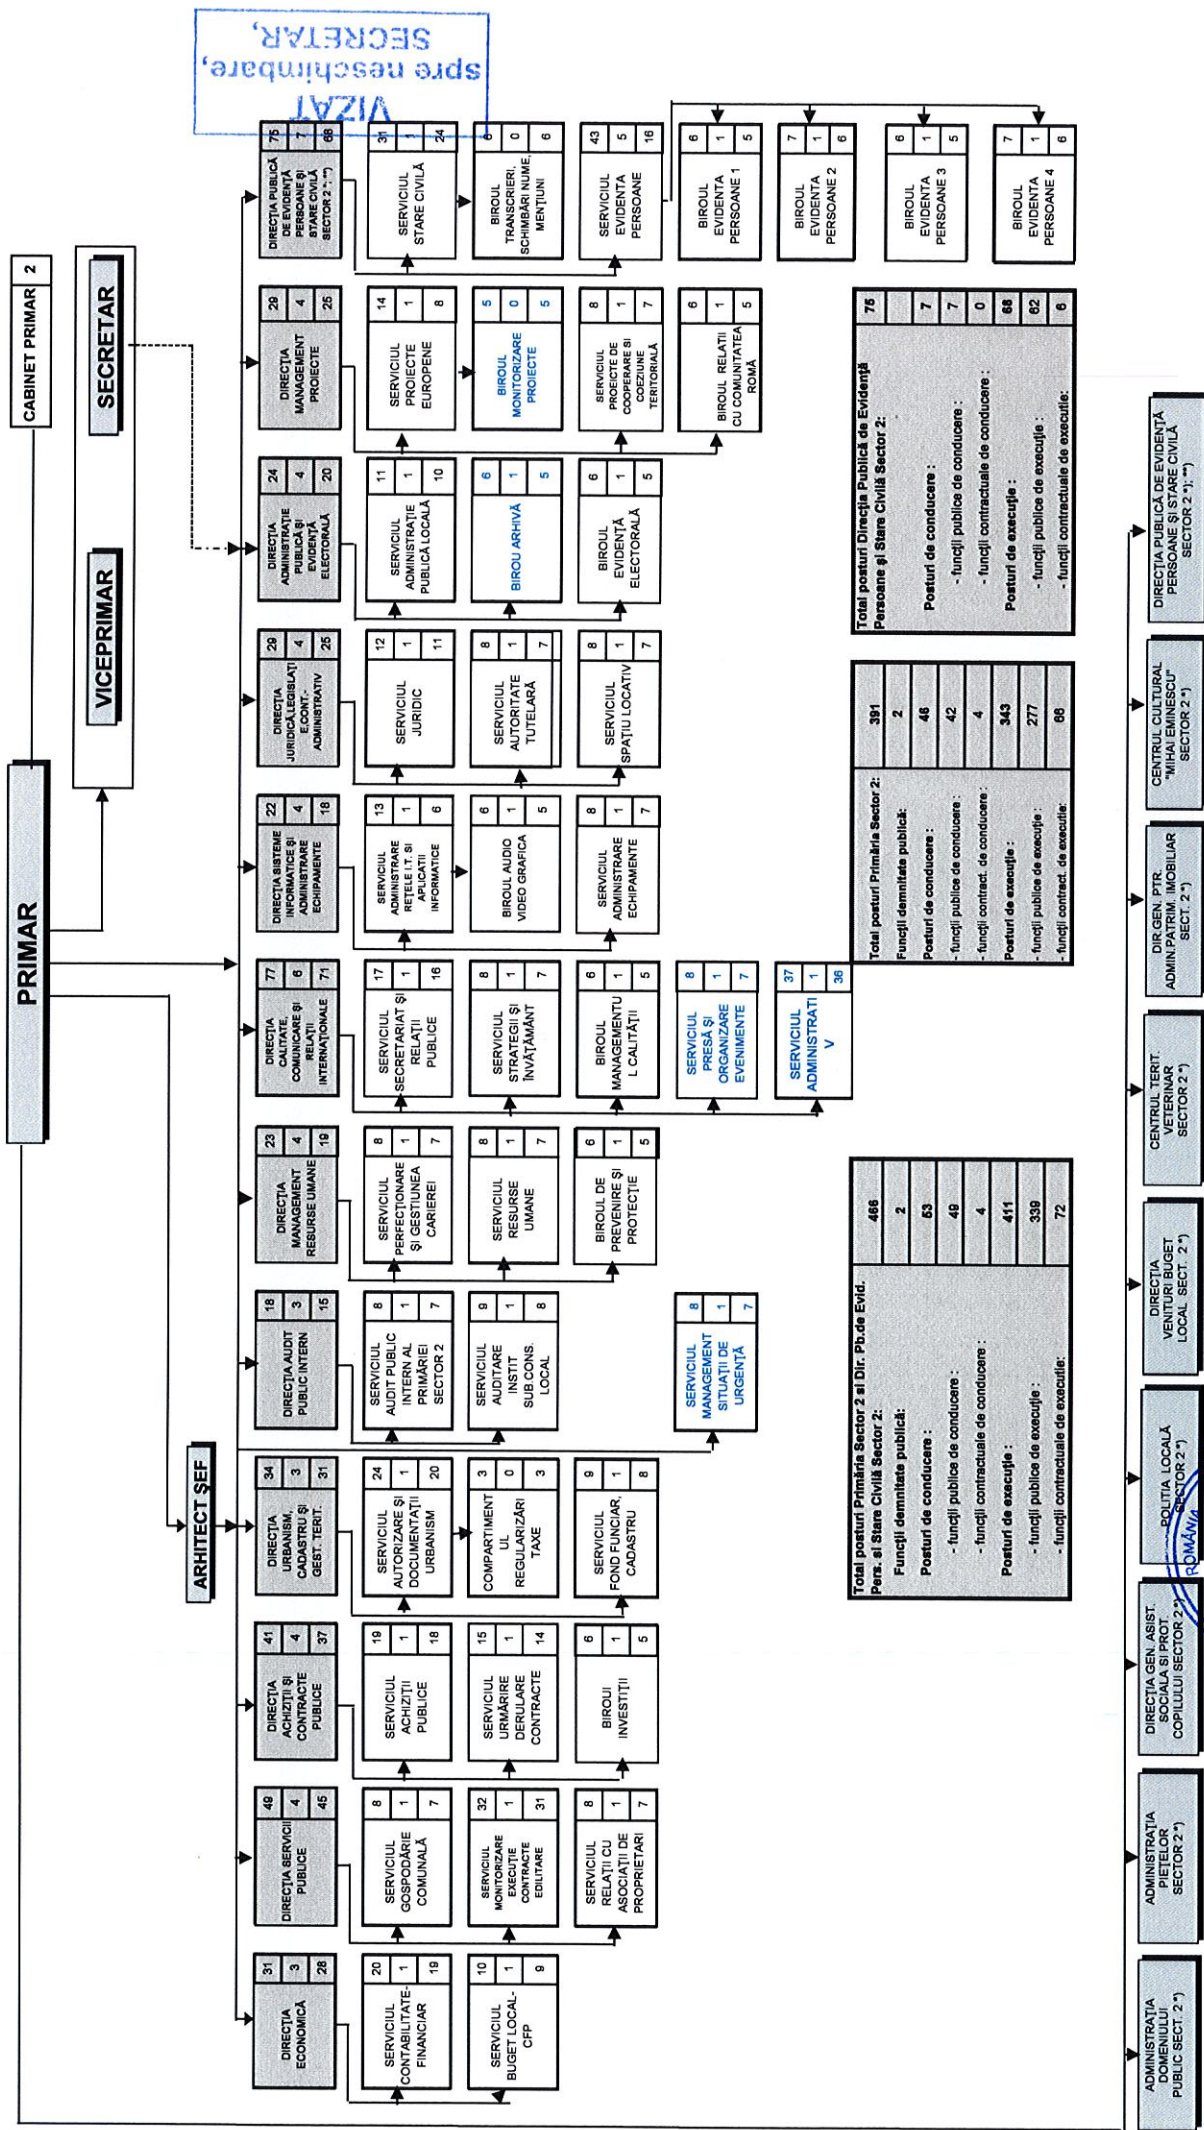 PRIMAR
CABINET PRIMAR 2
VICEPRIMAR
SECRETAR
ARHITECT ŞEF
VIZAT
spre neschimbare,
SECRETAR,
DIRECŢIA
ECONOMICĂ
31
3
28
SERVICIUL
CONTABILITATE-
FINANCIAR
20
1
19
SERVICIUL
BUGET LOCAL-
CFP
10
1
9
DIRECŢIA SERVICII
PUBLICE
49
4
45
SERVICIUL
GOSPODĂRIE
COMUNALĂ
8
1
7
SERVICIUL
MONITORIZARE
EXECUŢIE
CONTRACTE
EDILITARE
32
1
31
SERVICIUL
RELAŢII CU
ASOCIAŢII DE
PROPRIETARI
8
1
7
DIRECŢIA
ACHIZIŢII ŞI
CONTRACTE
PUBLICE
41
4
37
SERVICIUL
ACHIZIŢII
PUBLICE
19
1
18
SERVICIUL
URMĂRIRE
DERULARE
CONTRACTE
15
1
14
BIROUl
INVESTIŢII
6
1
5
DIRECŢIA
URBANISM,
CADASTRU ŞI
GEST. TERIT.
34
3
31
SERVICIUL
AUTORIZARE ŞI
DOCUMENTAŢII
URBANISM
24
1
20
COMPARTIMENT
UL
REGULARIZĂRI
TAXE
3
0
3
SERVICIUL
FOND FUNCIAR,
CADASTRU
9
1
8
DIRECŢIA AUDIT
PUBLIC INTERN
18
3
15
SERVICIUL
AUDIT PUBLIC
INTERN AL
PRIMĂRIEI
SECTOR 2
8
1
7
SERVICIUL
AUDITARE
INSTIT
SUB.CONS.
LOCAL
9
1
8
SERVICIUL
MANAGEMENT
SITUAŢII DE
URGENŢĂ
8
1
7
DIRECŢIA
MANAGEMENT
RESURSE UMANE
23
4
19
SERVICIUL
PERFECŢIONARE
ŞI GESTIUNEA
CARIEREI
8
1
7
SERVICIUL
RESURSE
UMANE
8
1
7
BIROUL DE
PREVENIRE ŞI
PROTECŢIE
6
1
5
DIRECŢIA
CALITATE,
COMUNICARE ŞI
RELAŢII
INTERNAŢIONALE
77
6
71
SERVICIUL
SECRETARIAT ŞI
RELAŢII
PUBLICE
17
1
16
SERVICIUL
STRATEGII ŞI
ÎNVĂŢĂMÂNT
8
1
7
BIROUL
MANAGEMENTU
L CALITĂŢII
6
1
5
SERVICIUL
PRESĂ ŞI
ORGANIZARE
EVENIMENTE
8
1
7
SERVICIUL
ADMINISTRATI
V
37
1
36
DIRECŢIA SISTEME
INFORMATICE ŞI
ADMINISTRARE
ECHIPAMENTE
22
4
18
SERVICIUL
ADMINISTRARE
REŢELE I.T. SI
APLICATII
INFORMATICE
13
1
6
BIROUL AUDIO
VIDEO GRAFICA
6
1
5
SERVICIUL
ADMINISTRARE
ECHIPAMENTE
8
1
7
DIRECŢIA
JURIDICĂ,LEGISLAŢI
E,CONT.-
ADMINISTRATIV
29
4
25
SERVICIUL
JURIDIC
12
1
11
SERVICIUL
AUTORITATE
TUTELARĂ
8
1
7
SERVICIUL
SPAŢIU LOCATIV
8
1
7
DIRECŢIA
ADMINISTRAŢIE
PUBLICĂ ŞI
EVIDENŢĂ
ELECTORALĂ
24
4
20
SERVICIUL
ADMINISTRAŢIE
PUBLICĂ LOCALĂ
11
1
10
BIROU ARHIVĂ
6
1
5
BIROUL
EVIDENŢĂ
ELECTORALĂ
6
1
5
DIRECŢIA
MANAGEMENT
PROIECTE
29
4
25
SERVICIUL
PROIECTE
EUROPENE
14
1
8
BIROUL
MONITORIZARE
PROIECTE
5
0
5
SERVICIUL
PROEICTE DE
COOPERARE SI
COEZIUNE
TERITORIALĂ
8
1
7
BIROUL RELATII
CU COMUNITATEA
ROMĂ
6
1
5
DIRECŢIA PUBLICĂ
DE EVIDENŢĂ
PERSOANE ŞI
STARE CIVILĂ
SECTOR 2 *; **)
75
7
68
SERVICIUL
STARE CIVILĂ
31
1
24
BIROUL
TRANSCRIERI,
SCHIMBĂRI NUME,
MENŢIUNI
6
0
6
SERVICIUL
EVIDENTA
PERSOANE
43
5
16
BIROUL
EVIDENTA
PERSOANE 1
6
1
5
BIROUL
EVIDENTA
PERSOANE 2
7
1
6
BIROUL
EVIDENTA
PERSOANE 3
6
1
5
BIROUL
EVIDENTA
PERSOANE 4
7
1
6
Total posturi Primăria Sector 2 si Dir. Pb.de Evid.
Pers. si Stare Civilă Sector 2: 466
Funcţii demnitate publică: 2
Posturi de conducere : 53
- funcţii publice de conducere : 49
- funcţii contractuale de conducere : 4
Posturi de execuţie : 411
- funcţii publice de execuţie : 339
- funcţii contractuale de executie: 72
Total posturi Primăria Sector 2: 391
Funcţii demnitate publică: 2
Posturi de conducere : 46
- funcţii publice de conducere : 42
- funcţii contract. de conducere : 4
Posturi de execuţie : 343
- funcţii publice de execuţie : 277
- funcţii contract. de executie: 66
Total posturi Direcţia Publică de Evidenţă
Persoane şi Stare Civilă Sector 2: 75
Posturi de conducere : 7
- funcţii publice de conducere : 7
- funcţii contractuale de conducere : 0
Posturi de execuţie : 68
- funcţii publice de execuţie : 62
- funcţii contractuale de executie: 6
ADMINISTRAŢIA
DOMENIULUI
PUBLIC SECT. 2 *)
ADMINISTRAŢIA
PIEŢELOR
SECTOR 2 *)
DIRECŢIA GEN. ASIST.
SOCIALA SI PROT.
COPILULUI SECTOR 2 *)
POLITIA LOCALĂ
SECTOR 2 *)
ROMÂNIA
DIRECŢIA
VENITURI BUGET
LOCAL SECT. 2 *)
CENTRUL TERIT.
VETERINAR
SECTOR 2 *)
DIR.GEN. PTR.
ADMIN.PATRIM. IMOBILIAR
SECT. 2 *)
CENTRUL CULTURAL
"MIHAI EMINESCU"
SECTOR 2 *)
DIRECŢIA PUBLICĂ DE EVIDENŢĂ
PERSOANE ŞI STARE CIVILĂ
SECTOR 2 *); **)